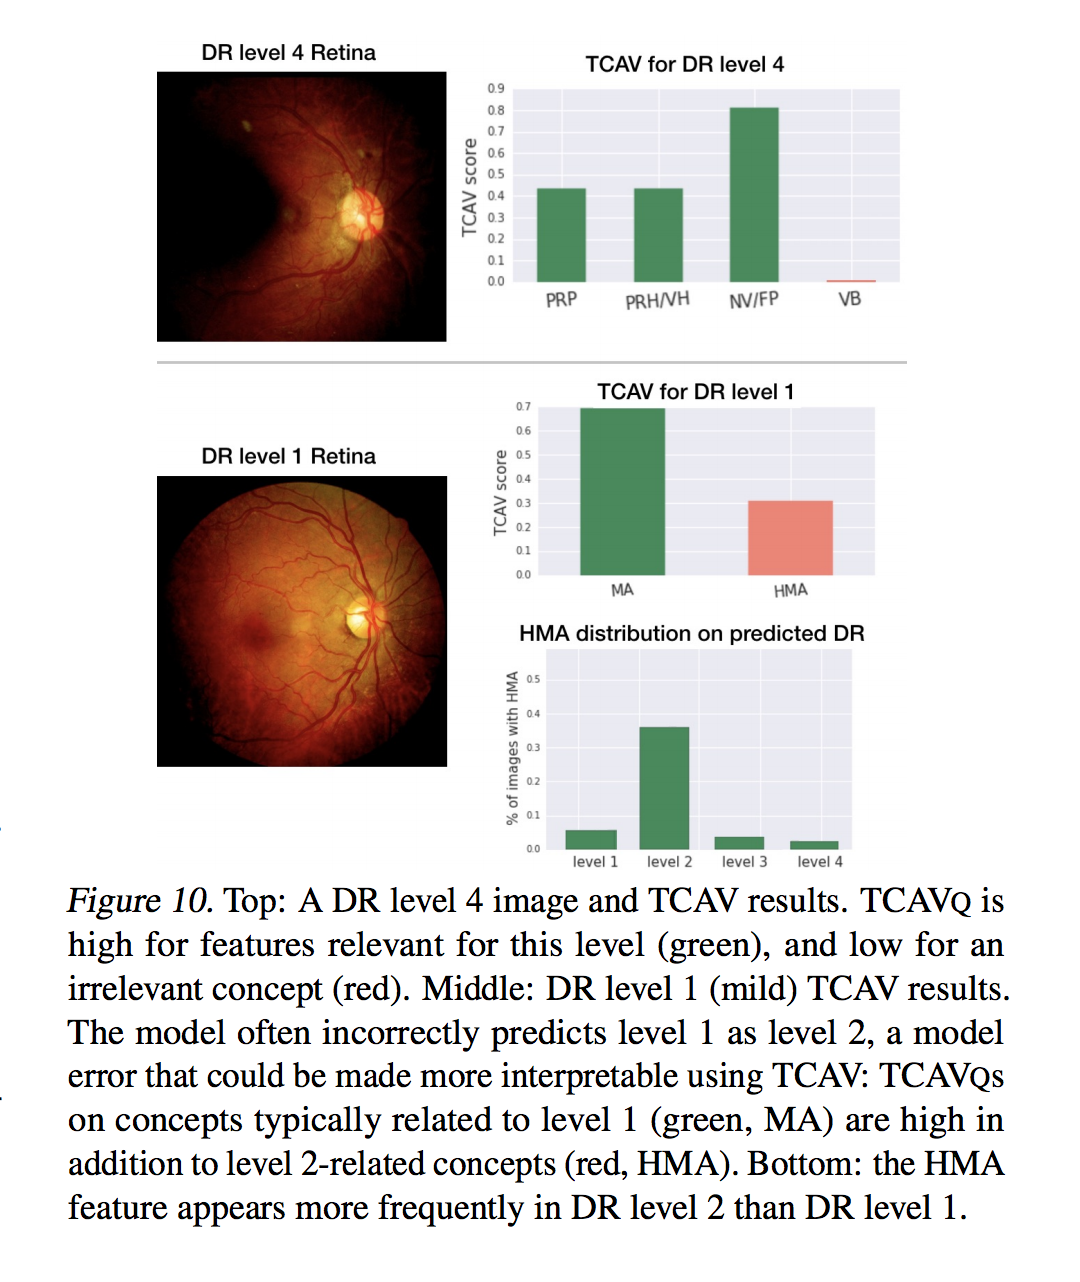 DR level 4 Retina
TCAV for DR level 4
TCAV score
0.9
0.8
0.7
0.6
0.5
0.4
0.3
0.2
0.1
0.0
PRP
PRH/VH
NV/FP
VB
DR level 1 Retina
TCAV for DR level 1
TCAV score
0.7
0.6
0.5
0.4
0.3
0.2
0.1
0.0
MA
HMA
HMA distribution on predicted DR
% of images with HMA
0.5
0.4
0.3
0.2
0.1
0.0
level 1
level 2
level 3
level 4
Figure 10. Top: A DR level 4 image and TCAV results. TCAVQ is
high for features relevant for this level (green), and low for an
irrelevant concept (red). Middle: DR level 1 (mild) TCAV results.
The model often incorrectly predicts level 1 as level 2, a model
error that could be made more interpretable using TCAV: TCAVQs
on concepts typically related to level 1 (green, MA) are high in
addition to level 2-related concepts (red, HMA). Bottom: the HMA
feature appears more frequently in DR level 2 than DR level 1.